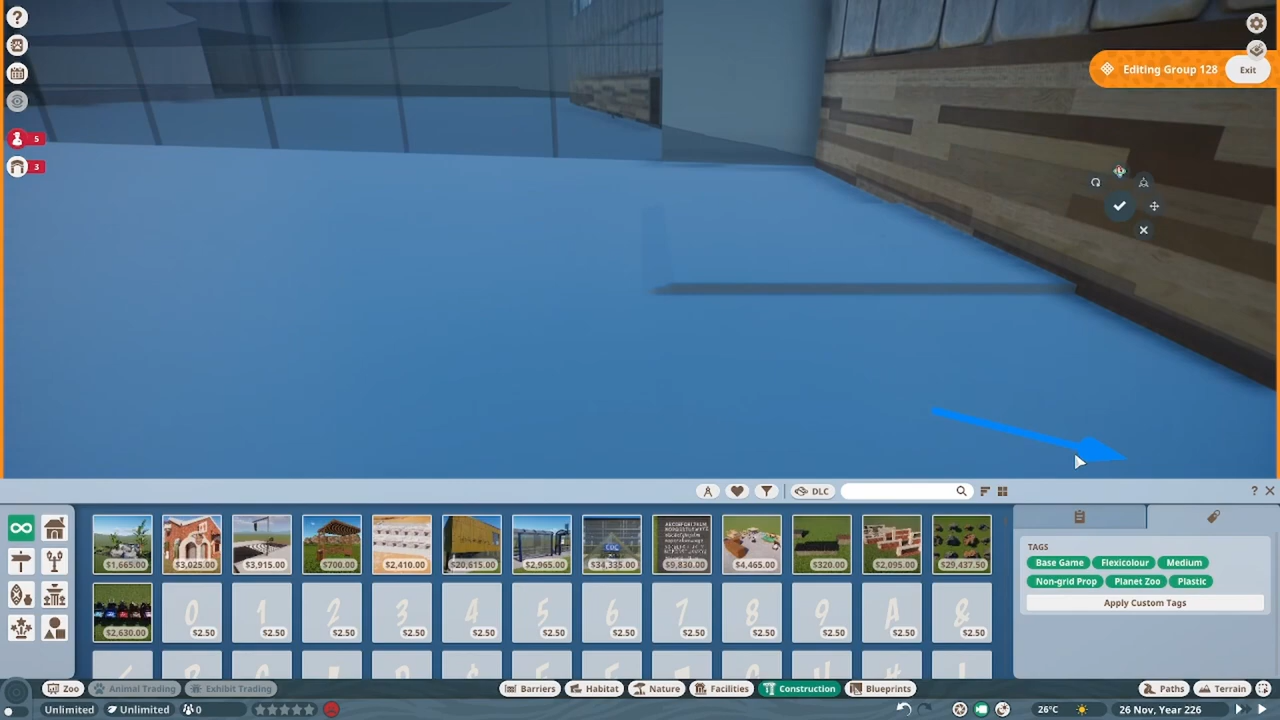 ?
Editing Group 128 Exit
5
3
DLC
? 
$1,665.00 $3,025.00 $3,915.00 $700.00 $2,410.00 $20,615.00 $2,965.00 $34,335.00 $9,830.00 $4,465.00 $320.00 $2,095.00 $29,437.50
TAGS
Base Game Flexicolour Medium
Non-grid Prop Planet Zoo Plastic
Apply Custom Tags
0 1 2 3 4 5 6 7 8 9 A &
$2,630.00 $2.50 $2.50 $2.50 $2.50 $2.50 $2.50 $2.50 $2.50 $2.50 $2.50 $2.50 $2.50
Zoo Animal Trading Exhibit Trading Barriers Habitat Nature Facilities Construction Blueprints Paths Terrain
Unlimited Unlimited 0 26°C 26 Nov, Year 226